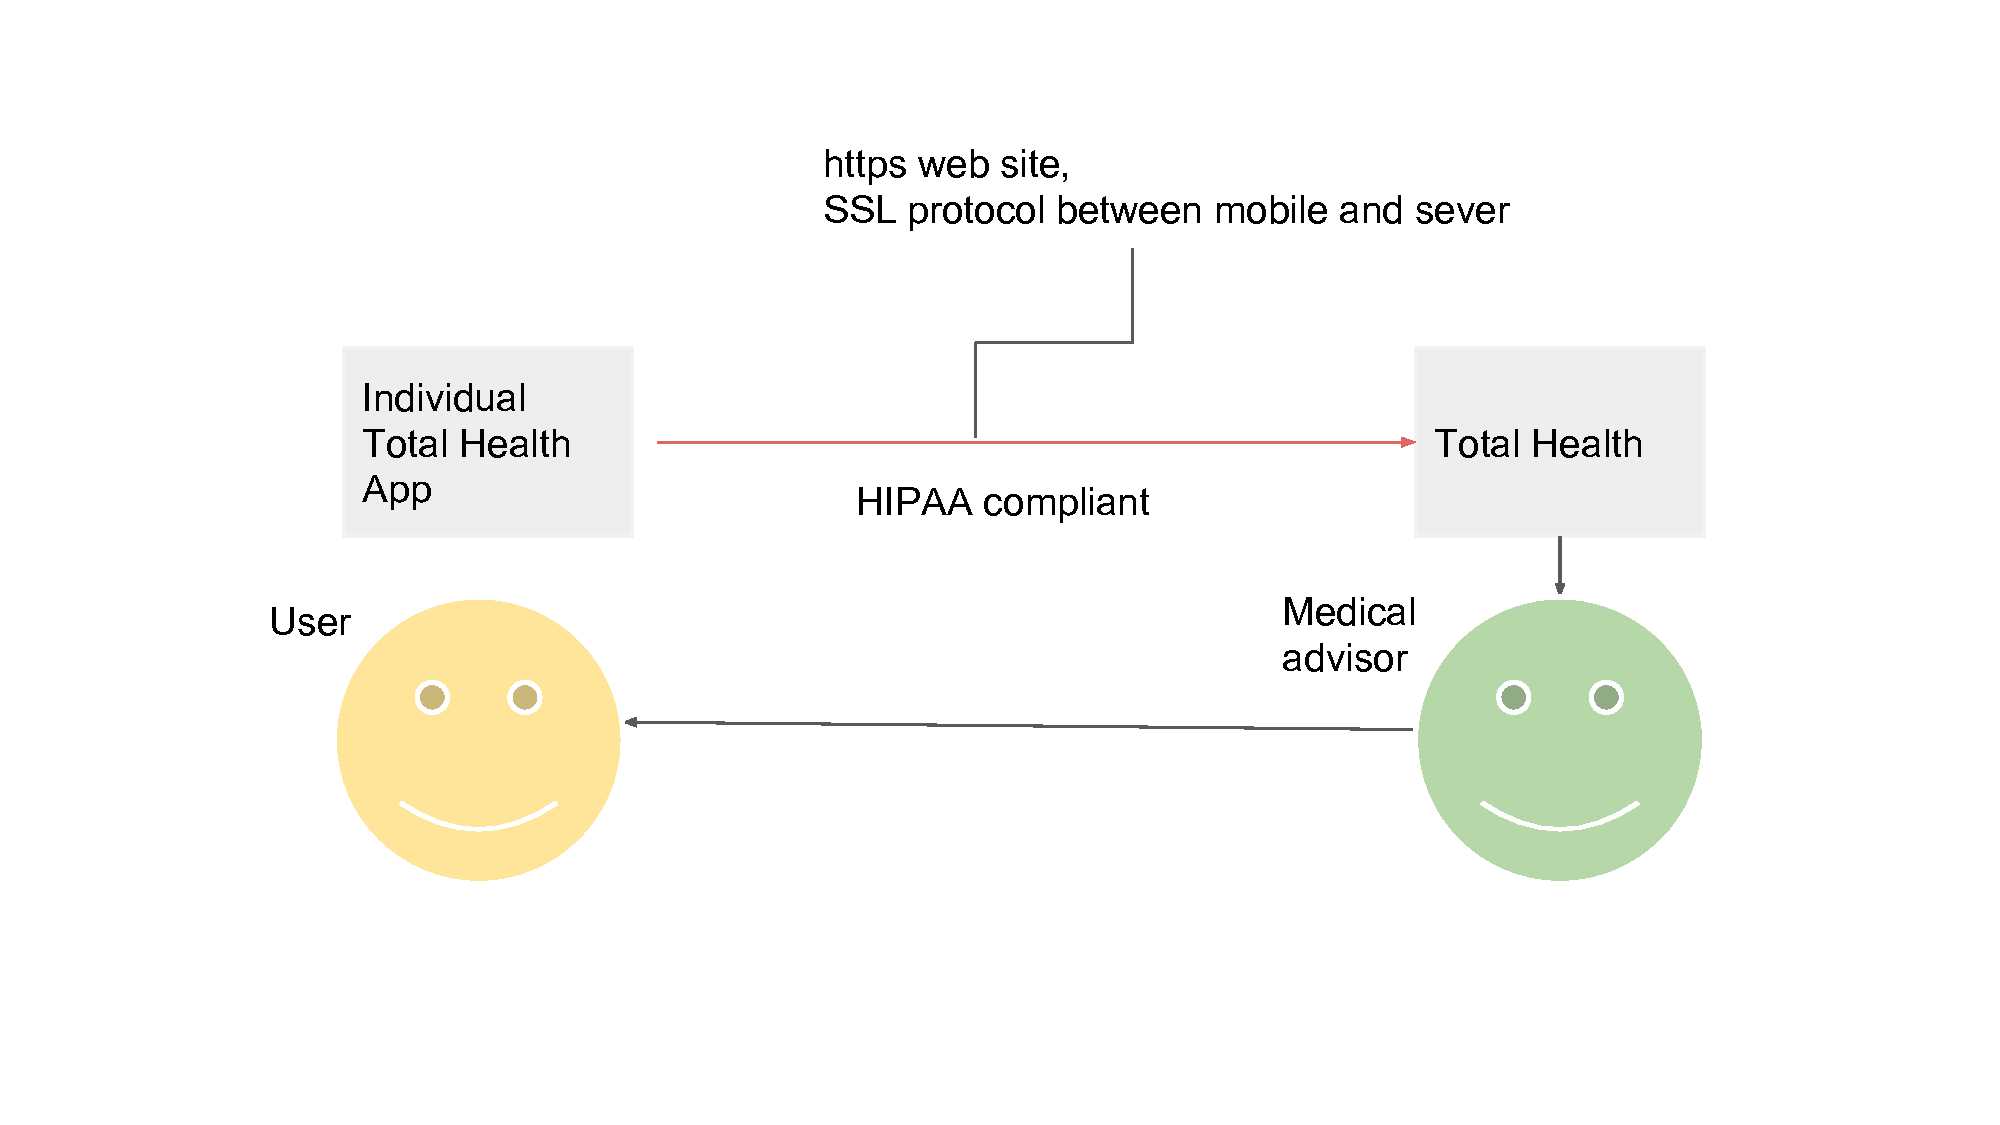 https web site,
SSL protocol between mobile and sever
Individual
Total Health
App
Total Health
HIPAA compliant
User
Medical
advisor